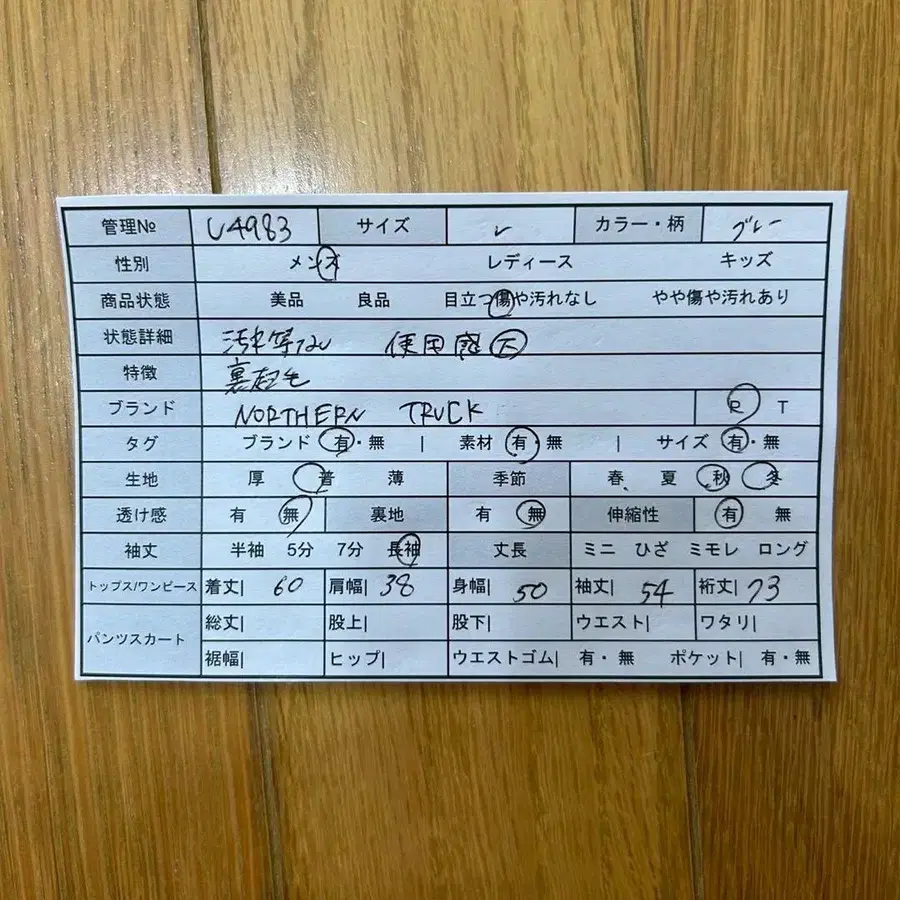 管理№ U4983 サイズ L カラー・柄 グレー
性別 メンズ レディース キッズ
商品状態 美品 良品 目立つ傷や汚れなし やや傷や汚れあり
状態詳細 汚れ等ない 使用感
特徴 裏起毛
ブランド NORTHERN TRUCK R T
タグ ブランド 有・無 | 素材 有・無 | サイズ 有・無
生地 厚 普 薄 季節 春、 夏 秋 冬
透け感 有 無 裏地 有 無 伸縮性 有 無
袖丈 半袖 5分 7分 長袖 丈長 ミニ ひざ ミモレ ロング
トップス/ワンピース 着丈| 60 肩幅| 38 身幅| 50 袖丈| 54 裄丈| 73
パンツスカート 総丈| 股上| 股下| ウエスト| ワタリ|
裾幅| ヒップ| ウエストゴム| 有・無 ポケット| 有・無